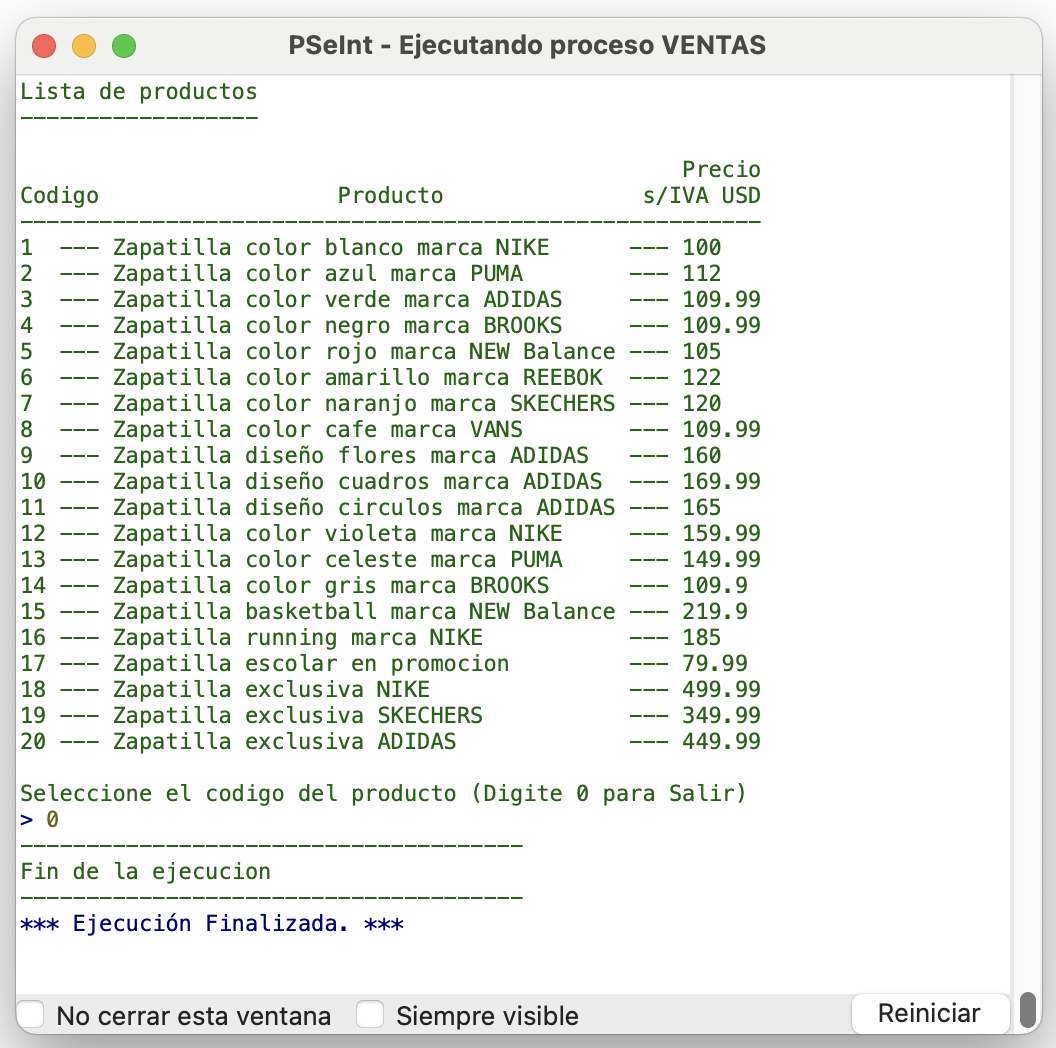 PSeInt - Ejecutando proceso VENTAS
Lista de productos
------------------
Precio
Codigo                  Producto               s/IVA USD
--------------------------------------------------------
1  --- Zapatilla color blanco marca NIKE      --- 100
2  --- Zapatilla color azul marca PUMA        --- 112
3  --- Zapatilla color verde marca ADIDAS     --- 109.99
4  --- Zapatilla color negro marca BROOKS     --- 109.99
5  --- Zapatilla color rojo marca NEW Balance --- 105
6  --- Zapatilla color amarillo marca REEBOK  --- 122
7  --- Zapatilla color naranjo marca SKECHERS --- 120
8  --- Zapatilla color cafe marca VANS        --- 109.99
9  --- Zapatilla diseño flores marca ADIDAS   --- 160
10 --- Zapatilla diseño cuadros marca ADIDAS  --- 169.99
11 --- Zapatilla diseño circulos marca ADIDAS --- 165
12 --- Zapatilla color violeta marca NIKE     --- 159.99
13 --- Zapatilla color celeste marca PUMA     --- 149.99
14 --- Zapatilla color gris marca BROOKS      --- 109.9
15 --- Zapatilla basketball marca NEW Balance --- 219.9
16 --- Zapatilla running marca NIKE           --- 185
17 --- Zapatilla escolar en promocion         --- 79.99
18 --- Zapatilla exclusiva NIKE               --- 499.99
19 --- Zapatilla exclusiva SKECHERS           --- 349.99
20 --- Zapatilla exclusiva ADIDAS             --- 449.99
Seleccione el codigo del producto (Digite 0 para Salir)
> 0
--------------------------------------
Fin de la ejecucion
--------------------------------------
*** Ejecución Finalizada. ***
No cerrar esta ventana  Siempre visible  Reiniciar